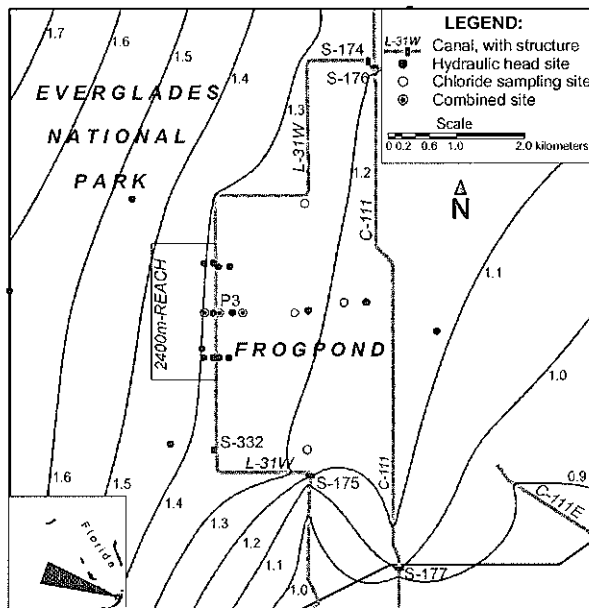 1.7
1.6
1.5
1.4
LEGEND:
L-31W Canal, with structure
Hydraulic head site
Chloride sampling site
Combined site
Scale
0 0.2 0.6 1.0 2.0 kilometers
S-174
S-176
EVERGLADES
NATIONAL
PARK
1.3
L-31W
1.2
C-111
N
1.1
2400m-REACH
P3
FROGPOND
1.0
S-332
L-31W
S-175
C-111
0.9
C-111E
1.6
1.5
1.4
1.3
1.2
1.1
1.0
S-177
Florida